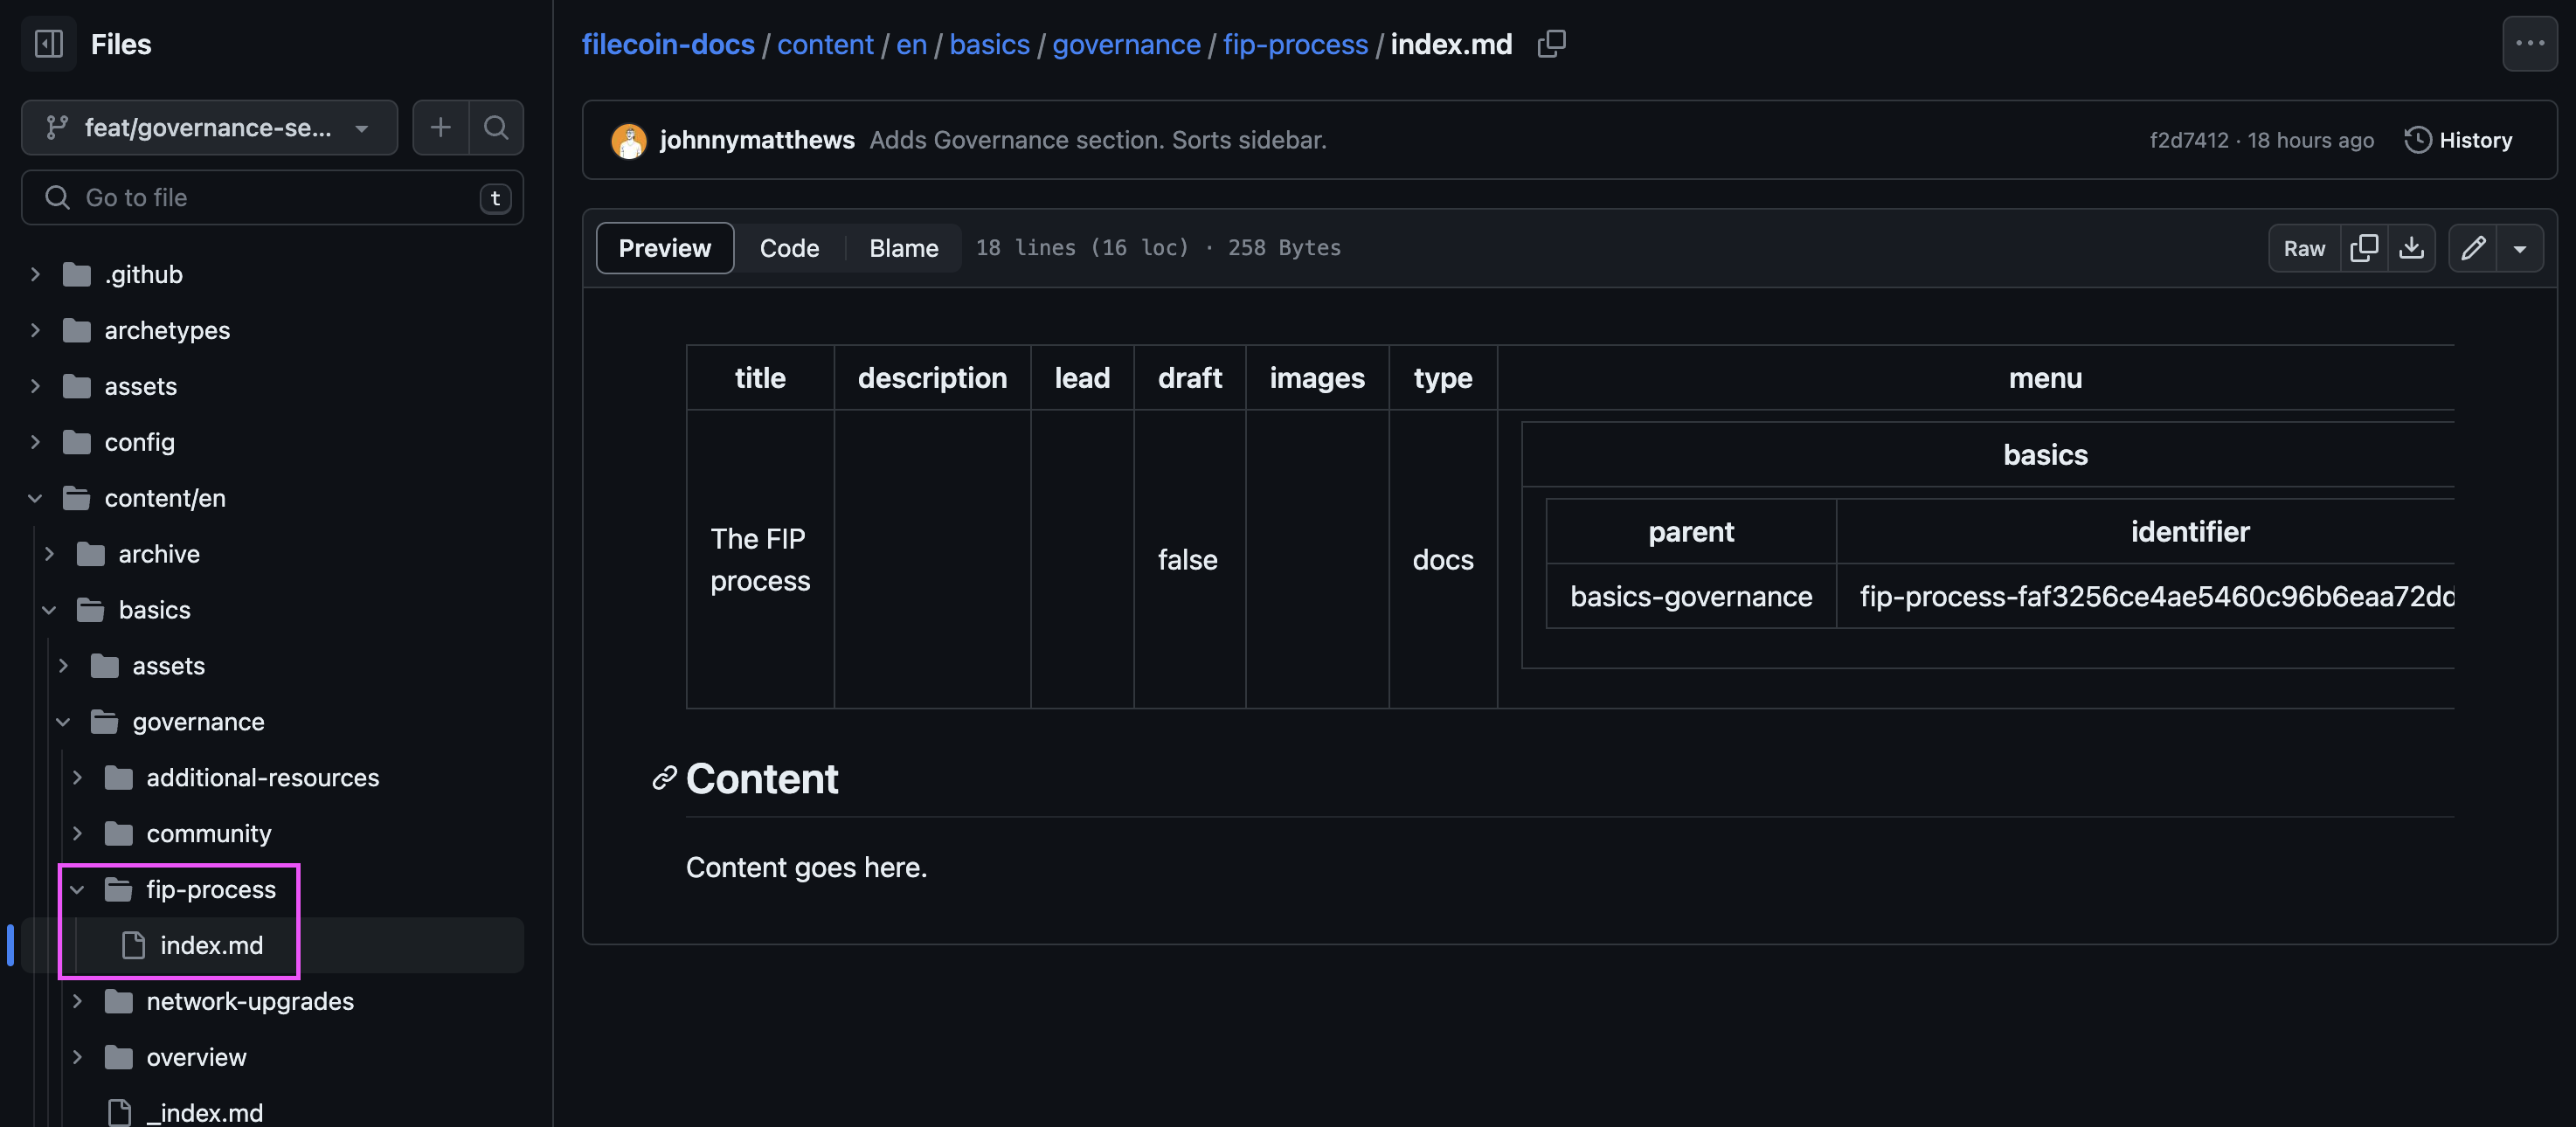 Files
feat/governance-se...
Go to file
t
.github
archetypes
assets
config
content/en
archive
basics
assets
governance
additional-resources
community
fip-process
index.md
network-upgrades
overview
_index.md
filecoin-docs / content / en / basics / governance / fip-process / index.md
johnnymatthews Adds Governance section. Sorts sidebar.
f2d7412 · 18 hours ago
History
Preview
Code
Blame
18 lines (16 loc) · 258 Bytes
Raw
title description lead draft images type menu
The FIP
process
false
docs
basics
parent identifier
basics-governance fip-process-faf3256ce4ae5460c96b6eaa72dd
Content
Content goes here.